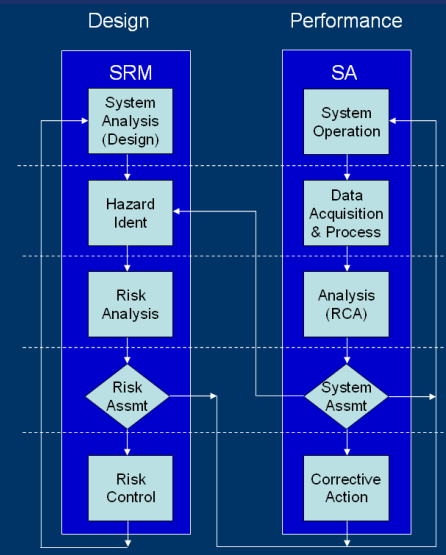 Design
Performance
SRM
SA
System
Analysis
(Design)
System
Operation
Hazard
Ident
Data
Acquisition
& Process
Risk
Analysis
Analysis
(RCA)
Risk
Assmt
System
Assmt
Risk
Control
Corrective
Action